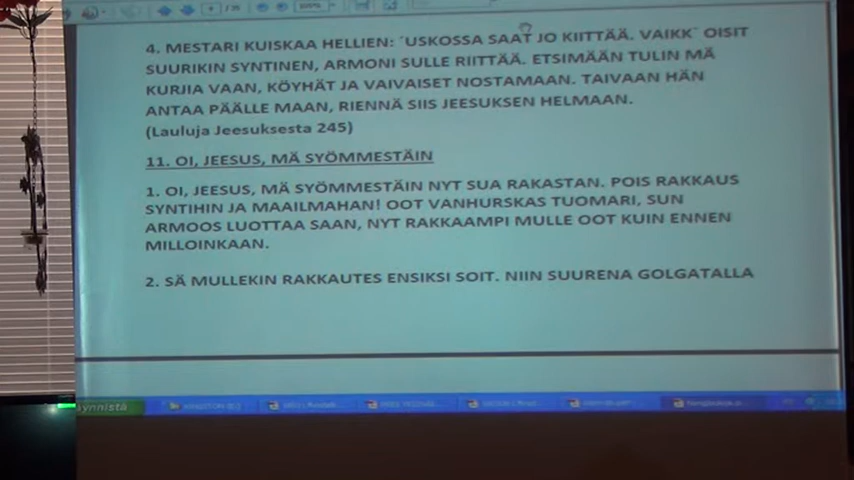 4. MESTARI KUISKAA HELLIEN: ´USKOSSA SAAT JO KIITTÄÄ. VAIKK´ OISIT
SUURIKIN SYNTINEN, ARMONI SULLE RIITTÄÄ. ETSIMÄÄN TULIN MÄ
KURJIA VAAN, KÖYHÄT JA VAIVAISET NOSTAMAAN. TAIVAAN HÄN
ANTAA PÄÄLLE MAAN, RIENNÄ SIIS JEESUKSEN HELMAAN.
(Lauluja Jeesuksesta 245)
11. OI, JEESUS, MÄ SYÖMMESTÄIN
1. OI, JEESUS, MÄ SYÖMMESTÄIN NYT SUA RAKASTAN. POIS RAKKAUS
SYNTIHIN JA MAAILMAHAN! OOT VANHURSKAS TUOMARI, SUN
ARMOOS LUOTTAA SAAN, NYT RAKKAAMPI MULLE OOT KUIN ENNEN
MILLOINKAAN.
2. SÄ MULLEKIN RAKKAUTES ENSIKSI SOIT. NIIN SUURENA GOLGATALLA
ynnistä